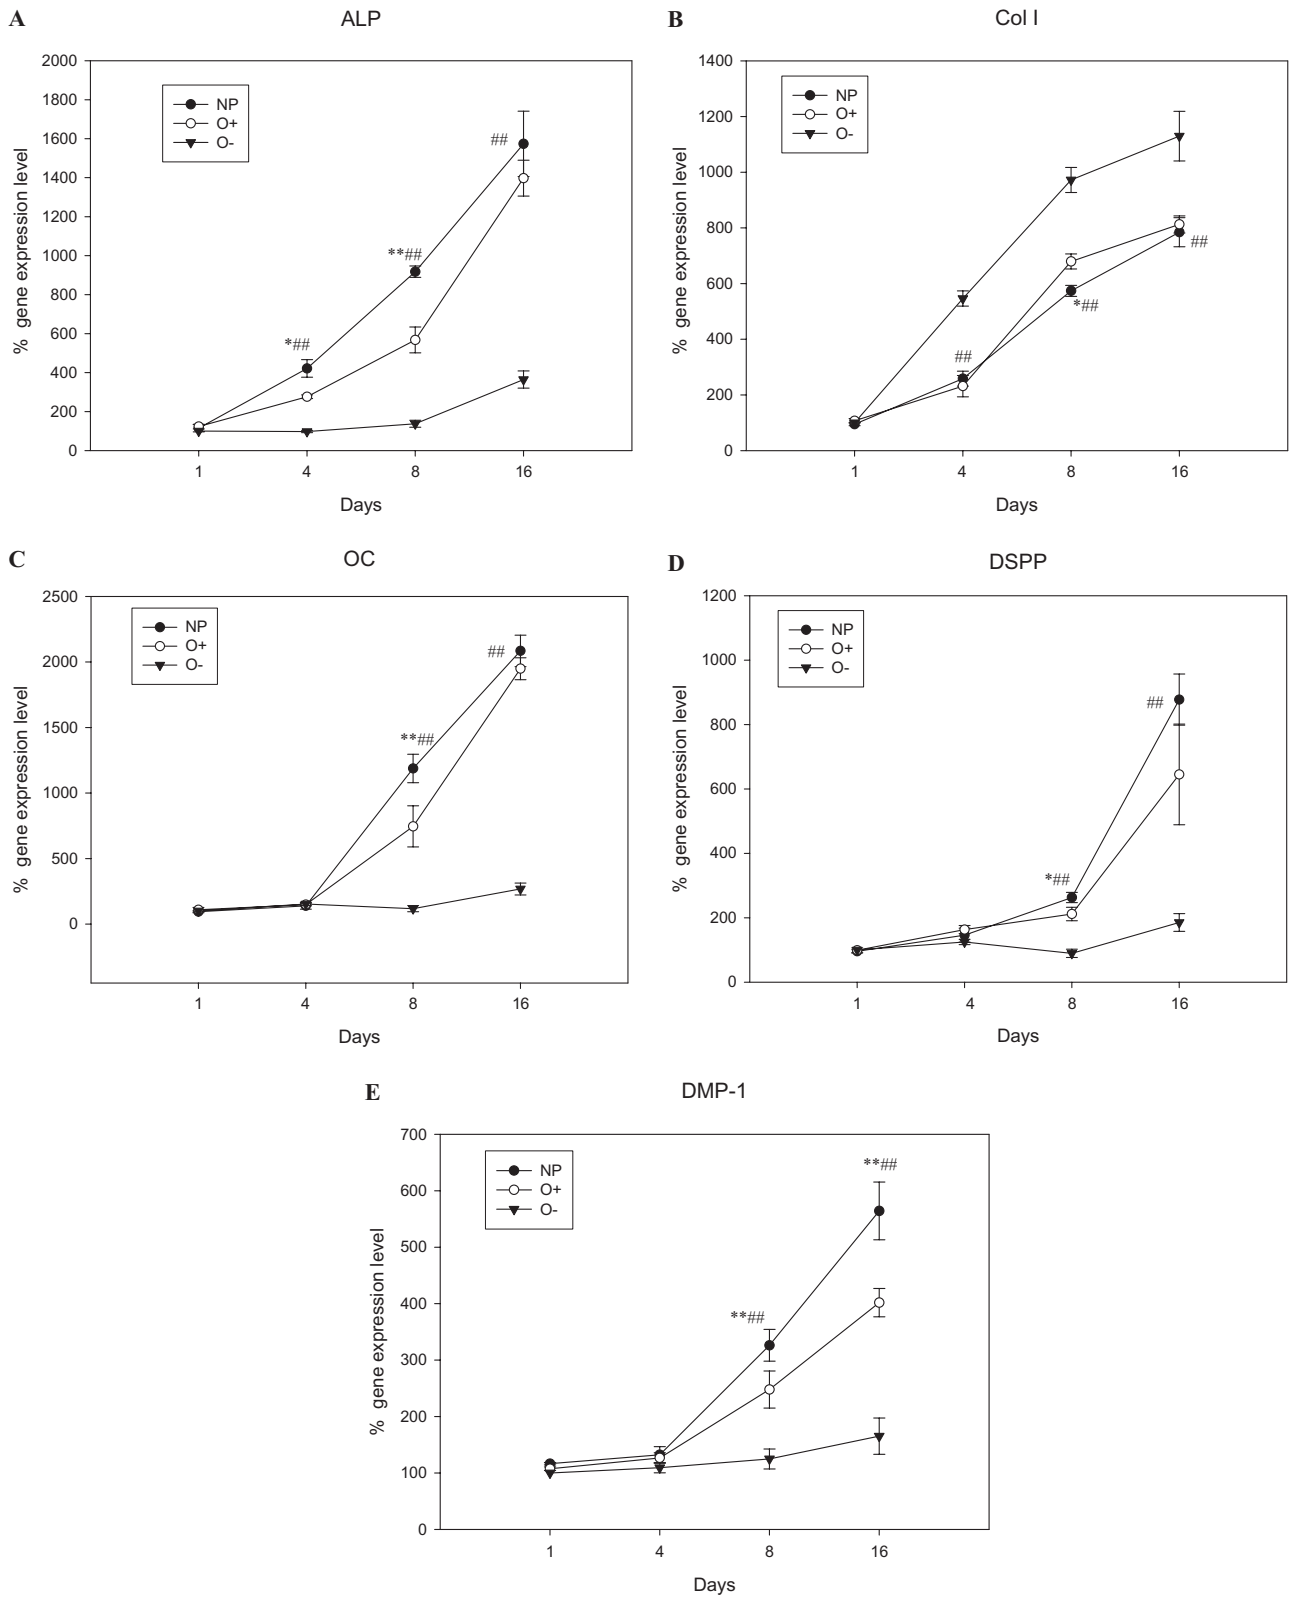 A
ALP
% gene expression level
2000
1800
1600
1400
1200
1000
800
600
400
200
0
NP
O+
O-
*##
**##
##
1 4 8 16
Days
B
Col I
% gene expression level
1400
1200
1000
800
600
400
200
0
NP
O+
O-
##
*##
##
1 4 8 16
Days
C
OC
% gene expression level
2500
2000
1500
1000
500
0
NP
O+
O-
**##
##
1 4 8 16
Days
D
DSPP
% gene expression level
1200
1000
800
600
400
200
0
NP
O+
O-
*##
##
1 4 8 16
Days
E
DMP-1
% gene expression level
700
600
500
400
300
200
100
0
NP
O+
O-
**##
**##
1 4 8 16
Days